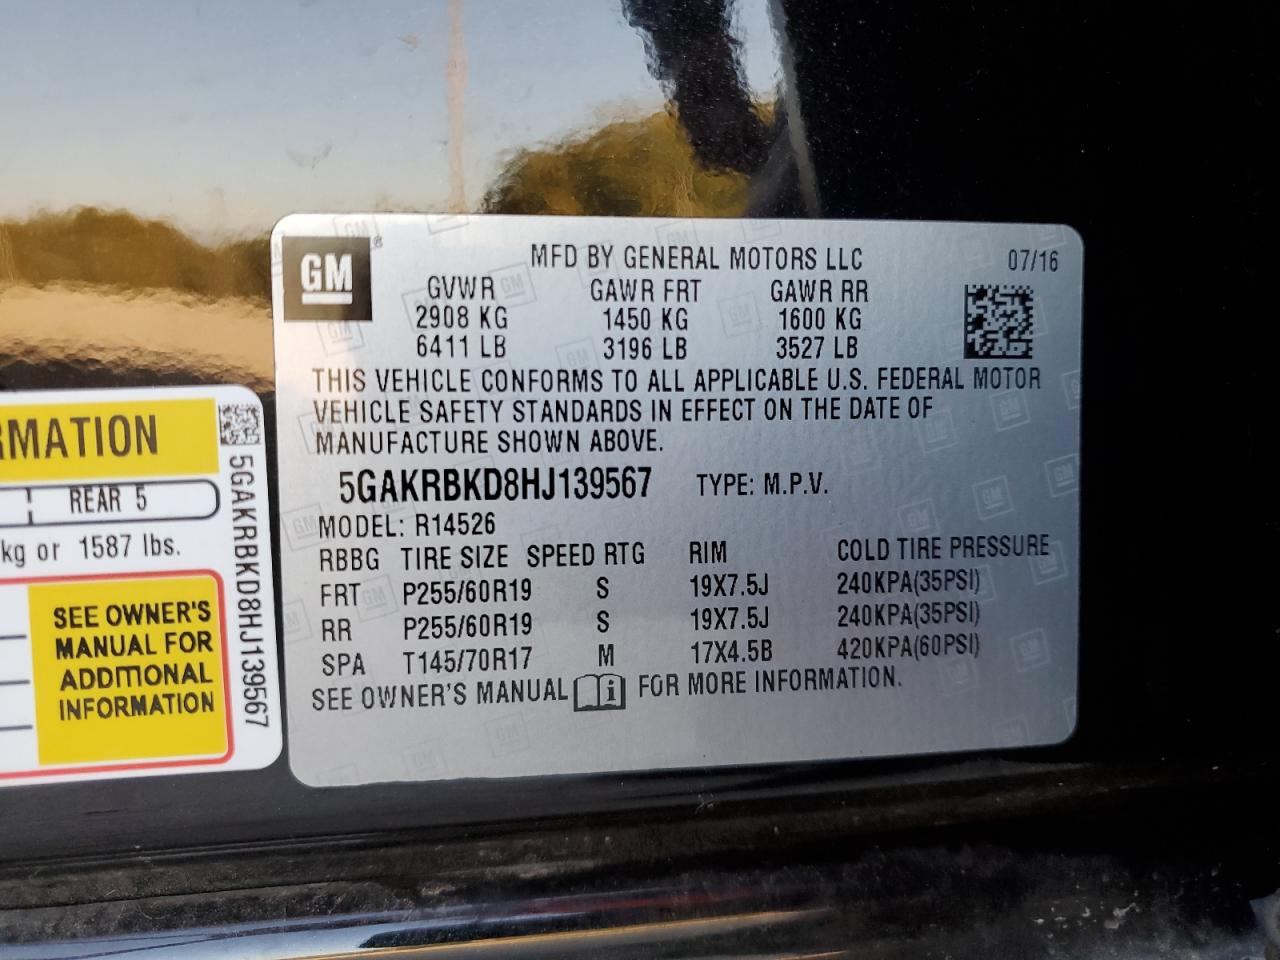 GM
MFD BY GENERAL MOTORS LLC 07/16
GVWR GAWR FRT GAWR RR
2908 KG 1450 KG 1600 KG
6411 LB 3196 LB 3527 LB
THIS VEHICLE CONFORMS TO ALL APPLICABLE U.S. FEDERAL MOTOR
VEHICLE SAFETY STANDARDS IN EFFECT ON THE DATE OF
MANUFACTURE SHOWN ABOVE.
5GAKRBKD8HJ139567 TYPE: M.P.V.
MODEL: R14526
RBBG TIRE SIZE SPEED RTG RIM COLD TIRE PRESSURE
FRT P255/60R19 S 19X7.5J 240KPA(35PSI)
RR P255/60R19 S 19X7.5J 240KPA(35PSI)
SPA T145/70R17 M 17X4.5B 420KPA(60PSI)
SEE OWNER'S MANUAL i FOR MORE INFORMATION.
RMATION
REAR 5
kg or 1587 lbs.
SEE OWNER'S
MANUAL FOR
ADDITIONAL
INFORMATION
5GAKRBKD8HJ139567